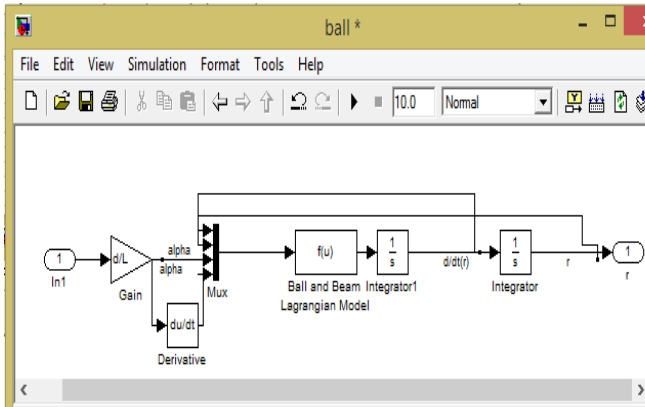 ball *
File Edit View Simulation Format Tools Help
10.0 Normal
1
In1
d/L
Gain
alpha
alpha
Mux
du/dt
Derivative
f(u)
Ball and Beam
Lagrangian Model
1
s
Integrator1
d/dt(r)
1
s
Integrator
r
1
r